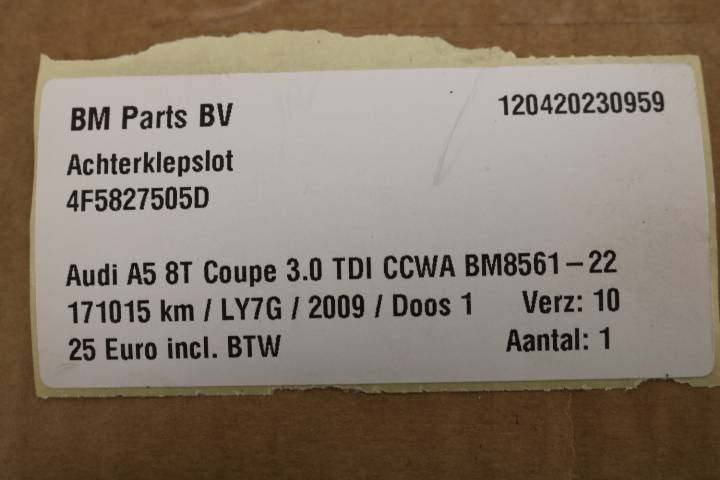 BM Parts BV 120420230959
Achterklepslot
4F5827505D
Audi A5 8T Coupe 3.0 TDI CCWA BM8561-22
171015 km / LY7G / 2009 / Doos 1 Verz: 10
25 Euro incl. BTW Aantal: 1